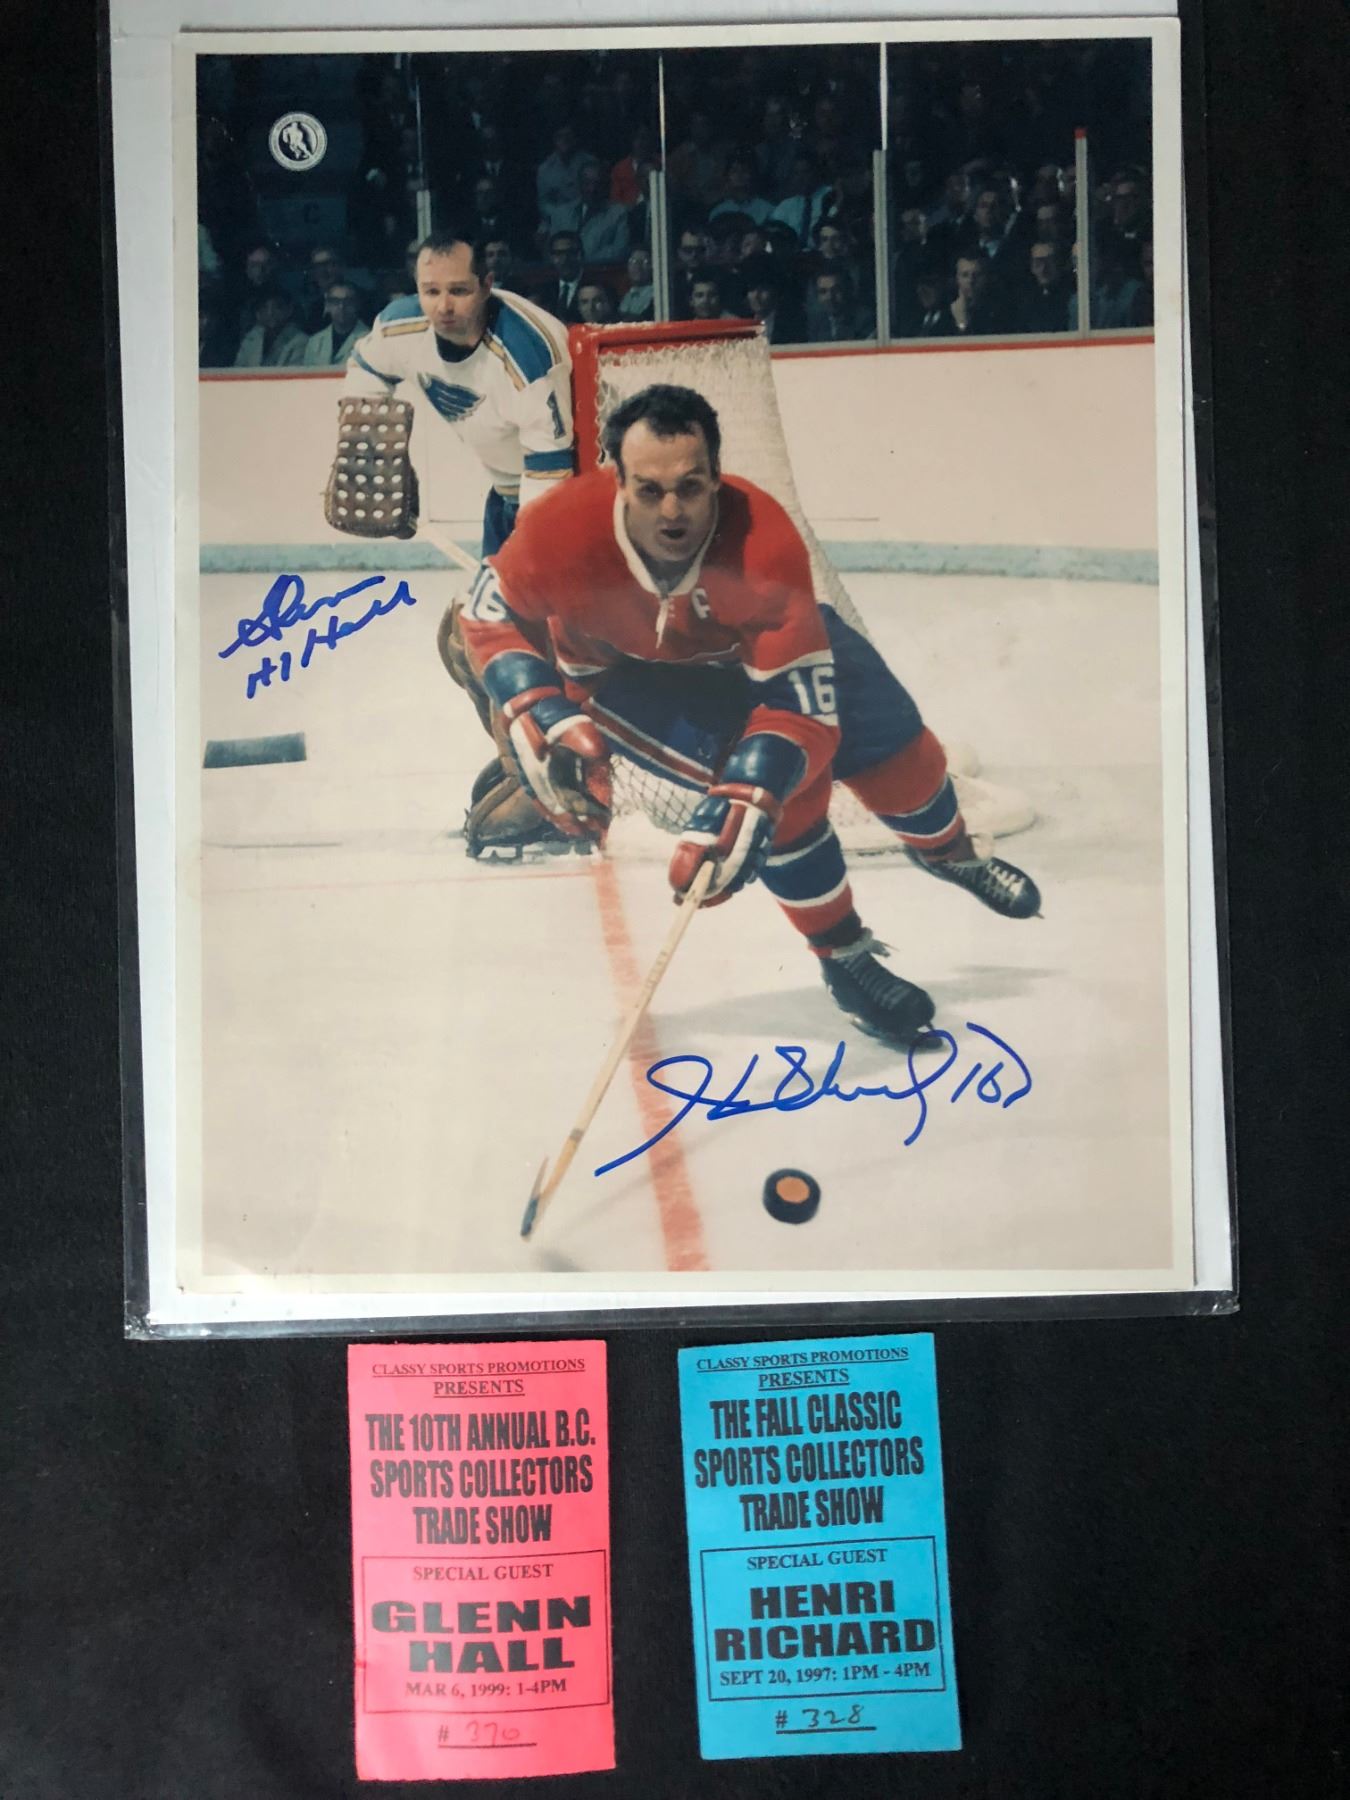 1
16
A
16
Glenn Hall
H Richard 16
CLASSY SPORTS PROMOTIONS
PRESENTS
THE 10TH ANNUAL B.C.
SPORTS COLLECTORS
TRADE SHOW
SPECIAL GUEST
GLENN
HALL
MAR 6, 1999: 1-4PM
# 370
CLASSY SPORTS PROMOTIONS
PRESENTS
THE FALL CLASSIC
SPORTS COLLECTORS
TRADE SHOW
SPECIAL GUEST
HENRI
RICHARD
SEPT 20, 1997: 1PM - 4PM
# 328